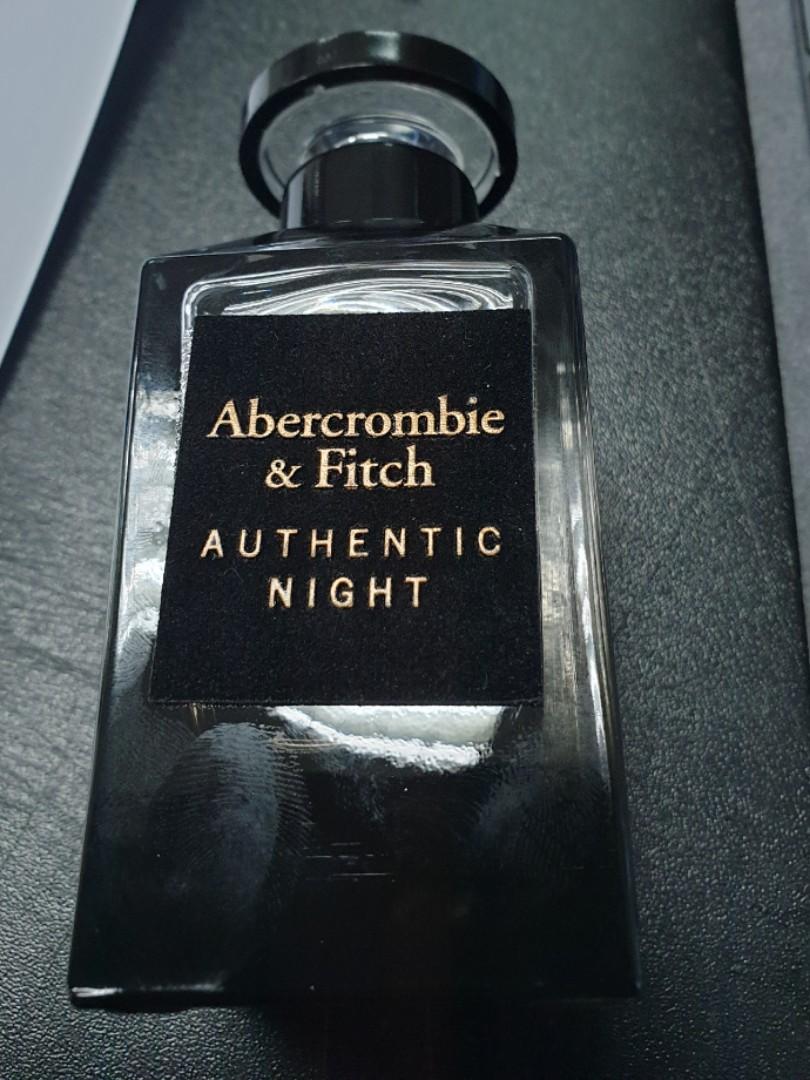 Abercrombie
& Fitch
AUTHENTIC
NIGHT